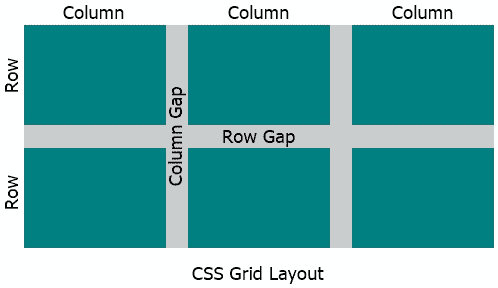 Column
Column
Column
Row
Column Gap
Row Gap
Row
CSS Grid Layout